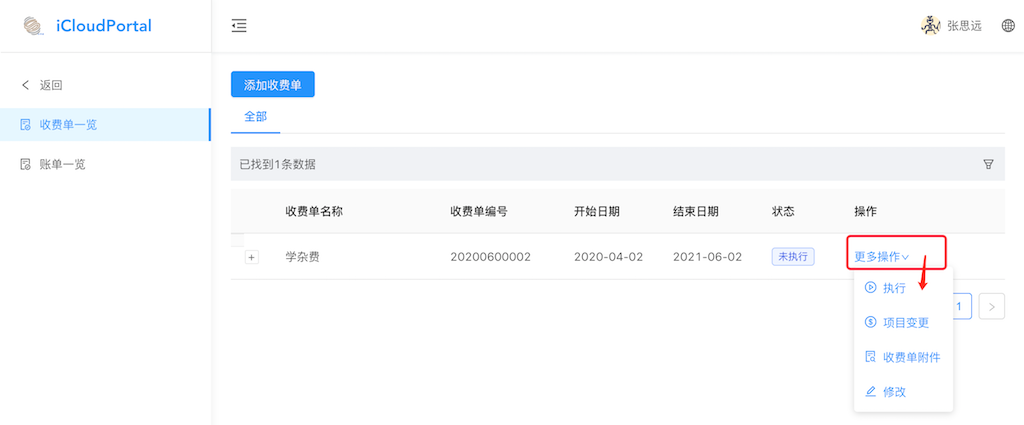 iCloudPortal
张思远
返回
收费单一览
账单一览
添加收费单
全部
已找到1条数据
收费单名称 收费单编号 开始日期 结束日期 状态 操作
学杂费 20200600002 2020-04-02 2021-06-02 未执行 更多操作
执行
1
项目变更
收费单附件
修改